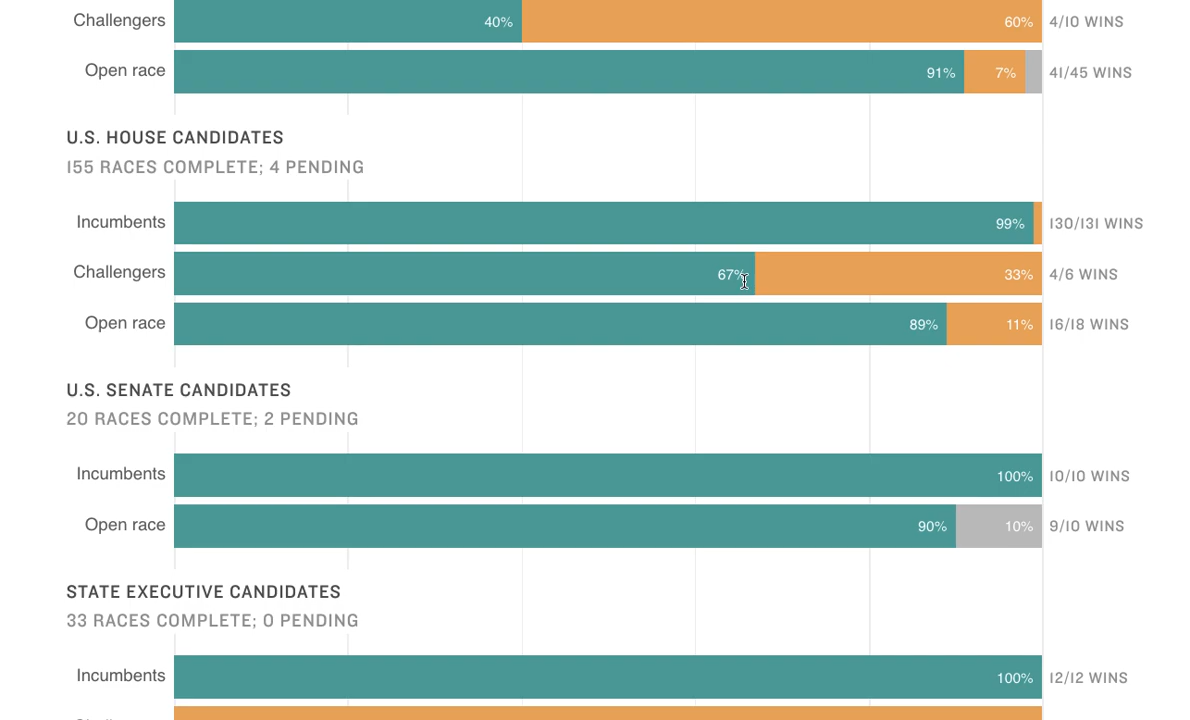 Challengers 40% 60% 4/10 WINS
Open race 91% 7% 41/45 WINS
U.S. HOUSE CANDIDATES
155 RACES COMPLETE; 4 PENDING
Incumbents 99% 130/131 WINS
Challengers 67% 33% 4/6 WINS
Open race 89% 11% 16/18 WINS
U.S. SENATE CANDIDATES
20 RACES COMPLETE; 2 PENDING
Incumbents 100% 10/10 WINS
Open race 90% 10% 9/10 WINS
STATE EXECUTIVE CANDIDATES
33 RACES COMPLETE; 0 PENDING
Incumbents 100% 12/12 WINS